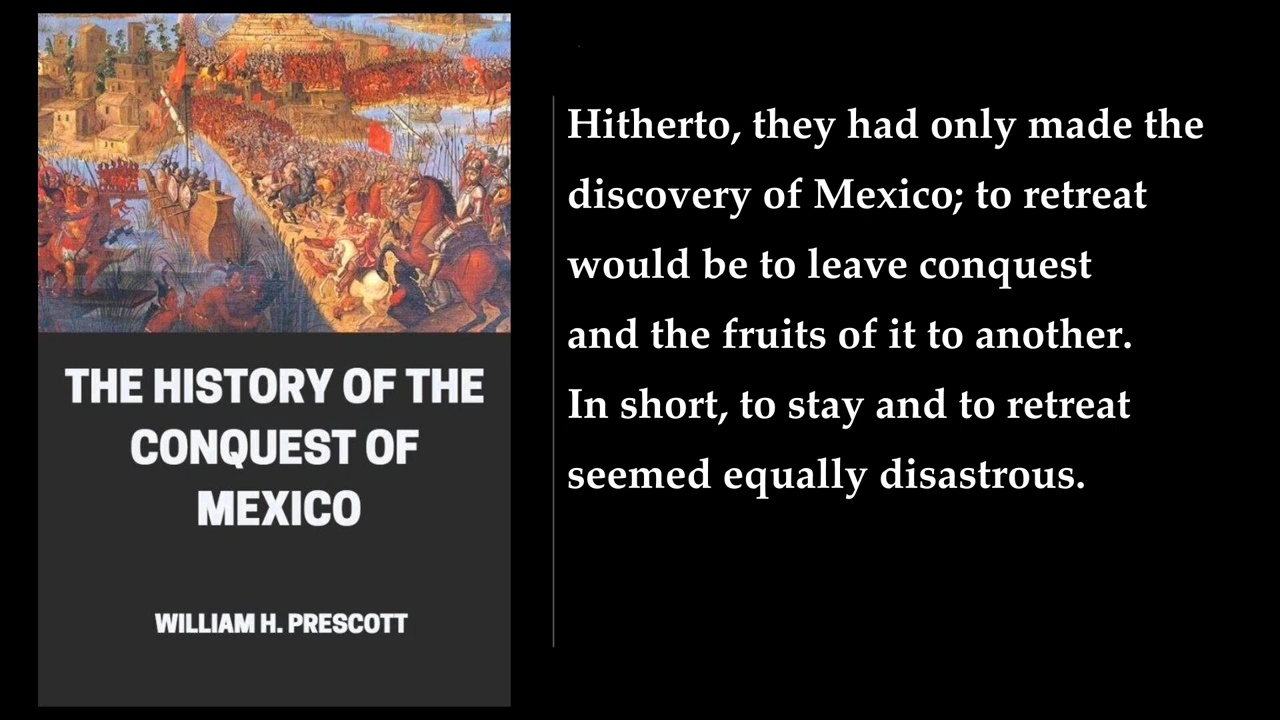 THE HISTORY OF THE
CONQUEST OF
MEXICO
WILLIAM H. PRESCOTT
Hitherto, they had only made the
discovery of Mexico; to retreat
would be to leave conquest
and the fruits of it to another.
In short, to stay and to retreat
seemed equally disastrous.